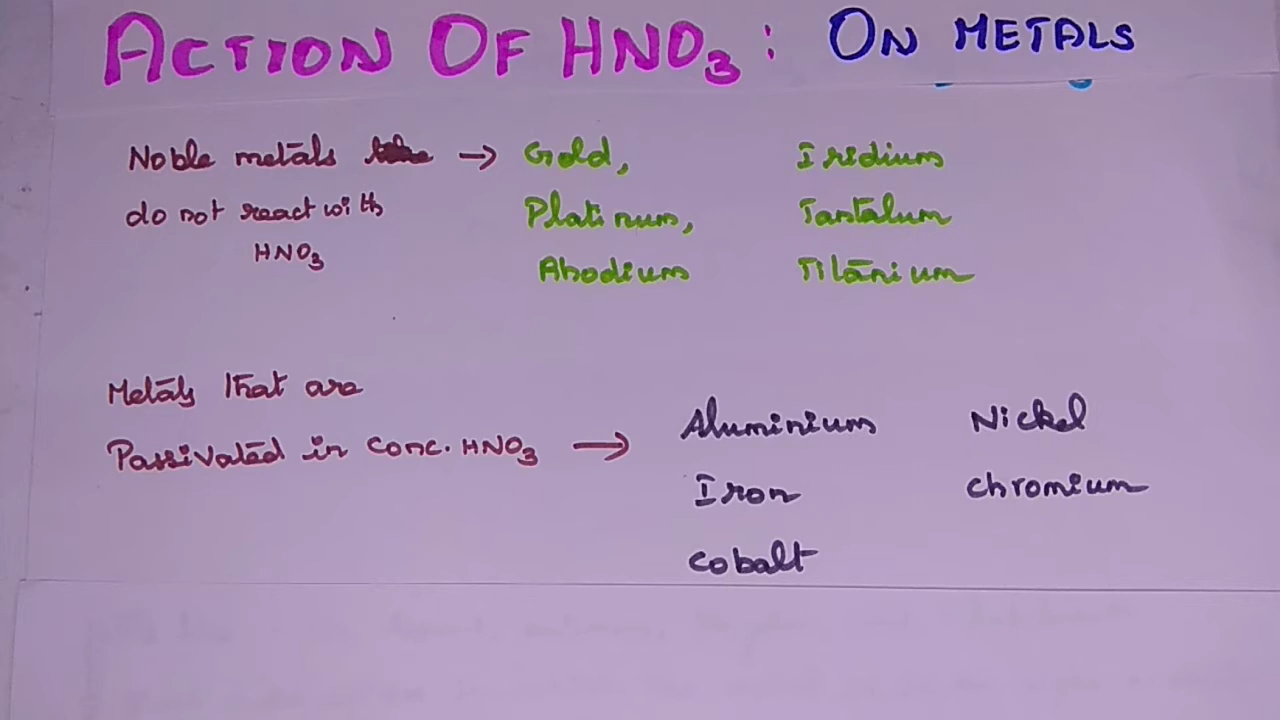 ACTION OF HNO₃ : ON METALS
Noble metals → Gold, Iridium
do not react with Platinum, Tantalum
HNO₃
Ahodium Titanium
Metals that are
Passivated in conc. HNO₃ → Aluminium Nickel
Iron chromium
cobalt